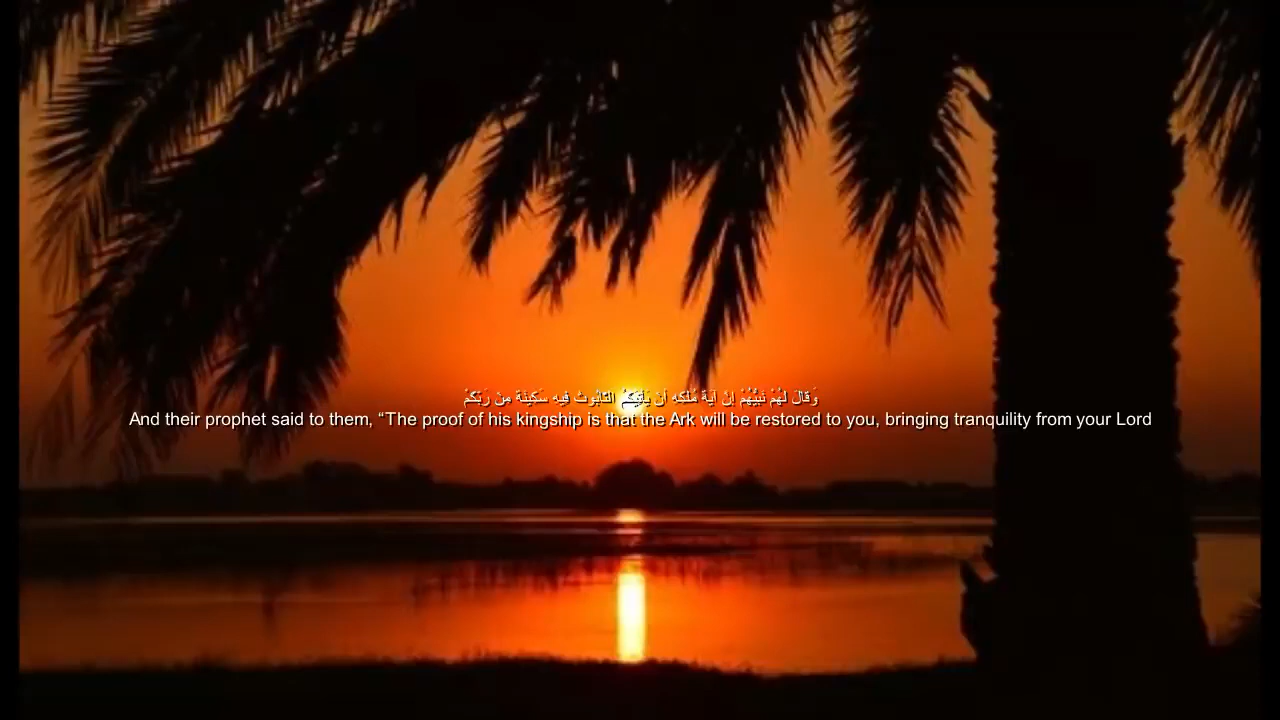 وَقَالَ لَهُمْ نَبِيُّهُمْ إِنَّ آيَةَ مُلْكِهِ أَن يَأْتِيَكُمُ التَّابُوتُ فِيهِ سَكِينَةٌ مِّن رَّبِّكُمْ
And their prophet said to them, “The proof of his kingship is that the Ark will be restored to you, bringing tranquility from your Lord